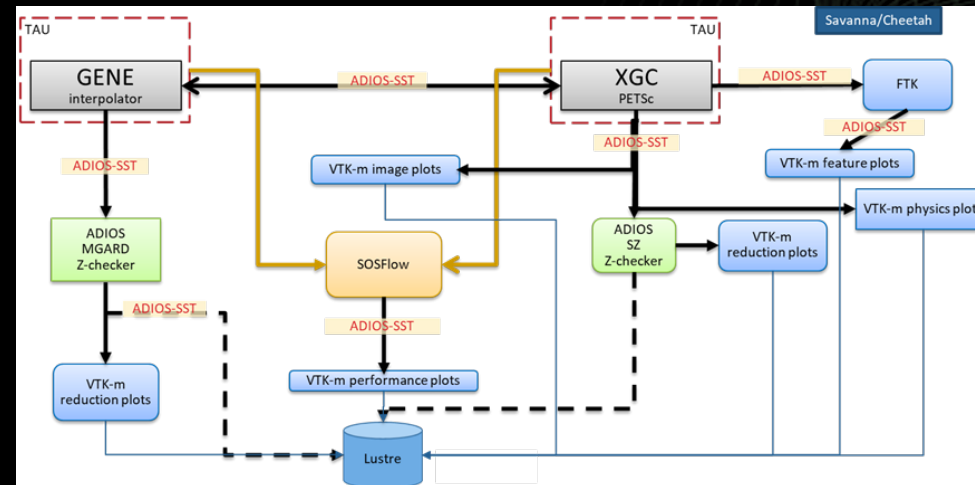 Savanna/Cheetah
TAU
TAU
GENE
interpolator
ADIOS-SST
XGC
PETSc
ADIOS-SST
FTK
ADIOS-SST
ADIOS-SST
ADIOS-SST
VTK-m image plots
VTK-m feature plots
VTK-m physics plot
ADIOS
MGARD
Z-checker
SOSFlow
ADIOS
SZ
Z-checker
VTK-m
reduction plots
ADIOS-SST
ADIOS-SST
VTK-m
reduction plots
VTK-m performance plots
Lustre